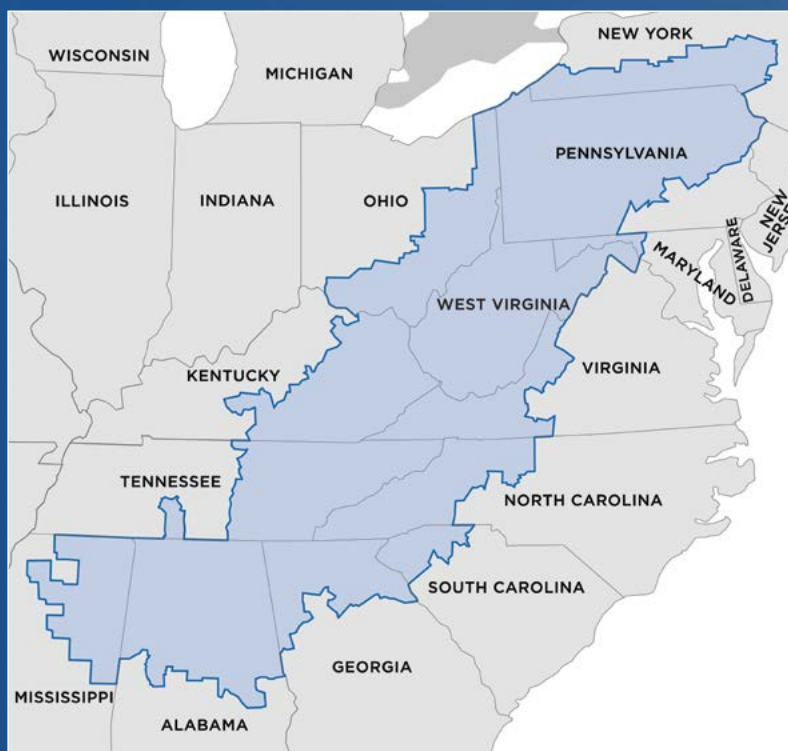 NEW YORK
WISCONSIN
MICHIGAN
PENNSYLVANIA
ILLINOIS
INDIANA
OHIO
NEW
JERSE
DELAWARE
MARYLAND
WEST VIRGINIA
VIRGINIA
KENTUCKY
TENNESSEE
NORTH CAROLINA
SOUTH CAROLINA
GEORGIA
MISSISSIPPI
ALABAMA